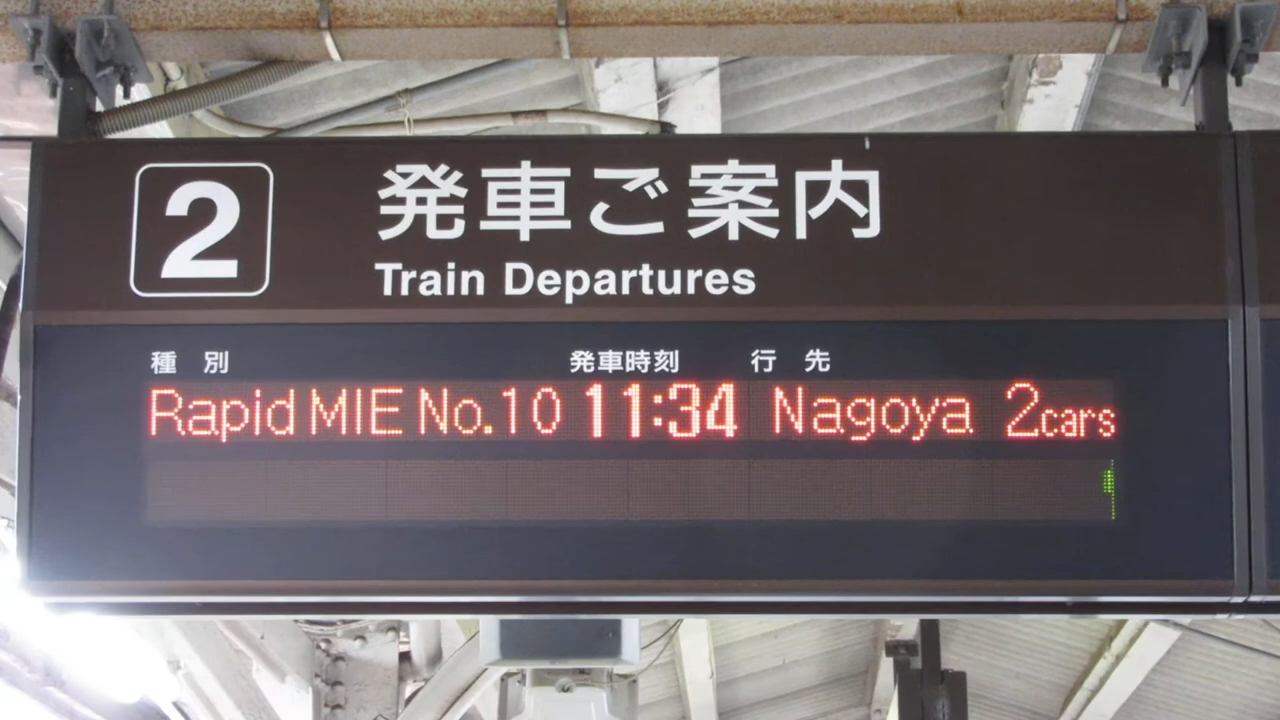 2
発車ご案内
Train Departures
種 別 発車時刻 行 先
Rapid MIE No.10 11:34 Nagoya 2cars